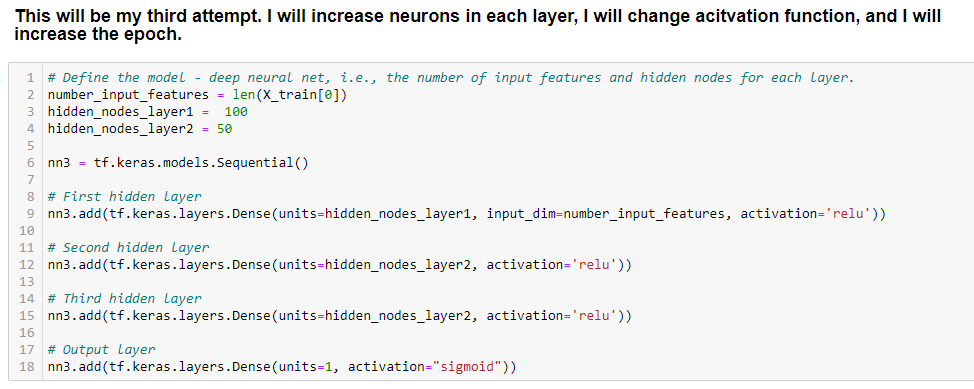 This will be my third attempt. I will increase neurons in each layer, I will change acitvation function, and I will
increase the epoch.
1 # Define the model - deep neural net, i.e., the number of input features and hidden nodes for each layer.
2 number_input_features = len(X_train[0])
3 hidden_nodes_layer1 =  100
4 hidden_nodes_layer2 = 50
5
6 nn3 = tf.keras.models.Sequential()
7
8 # First hidden layer
9 nn3.add(tf.keras.layers.Dense(units=hidden_nodes_layer1, input_dim=number_input_features, activation='relu'))
10
11 # Second hidden layer
12 nn3.add(tf.keras.layers.Dense(units=hidden_nodes_layer2, activation='relu'))
13
14 # Third hidden layer
15 nn3.add(tf.keras.layers.Dense(units=hidden_nodes_layer2, activation='relu'))
16
17 # Output layer
18 nn3.add(tf.keras.layers.Dense(units=1, activation="sigmoid"))